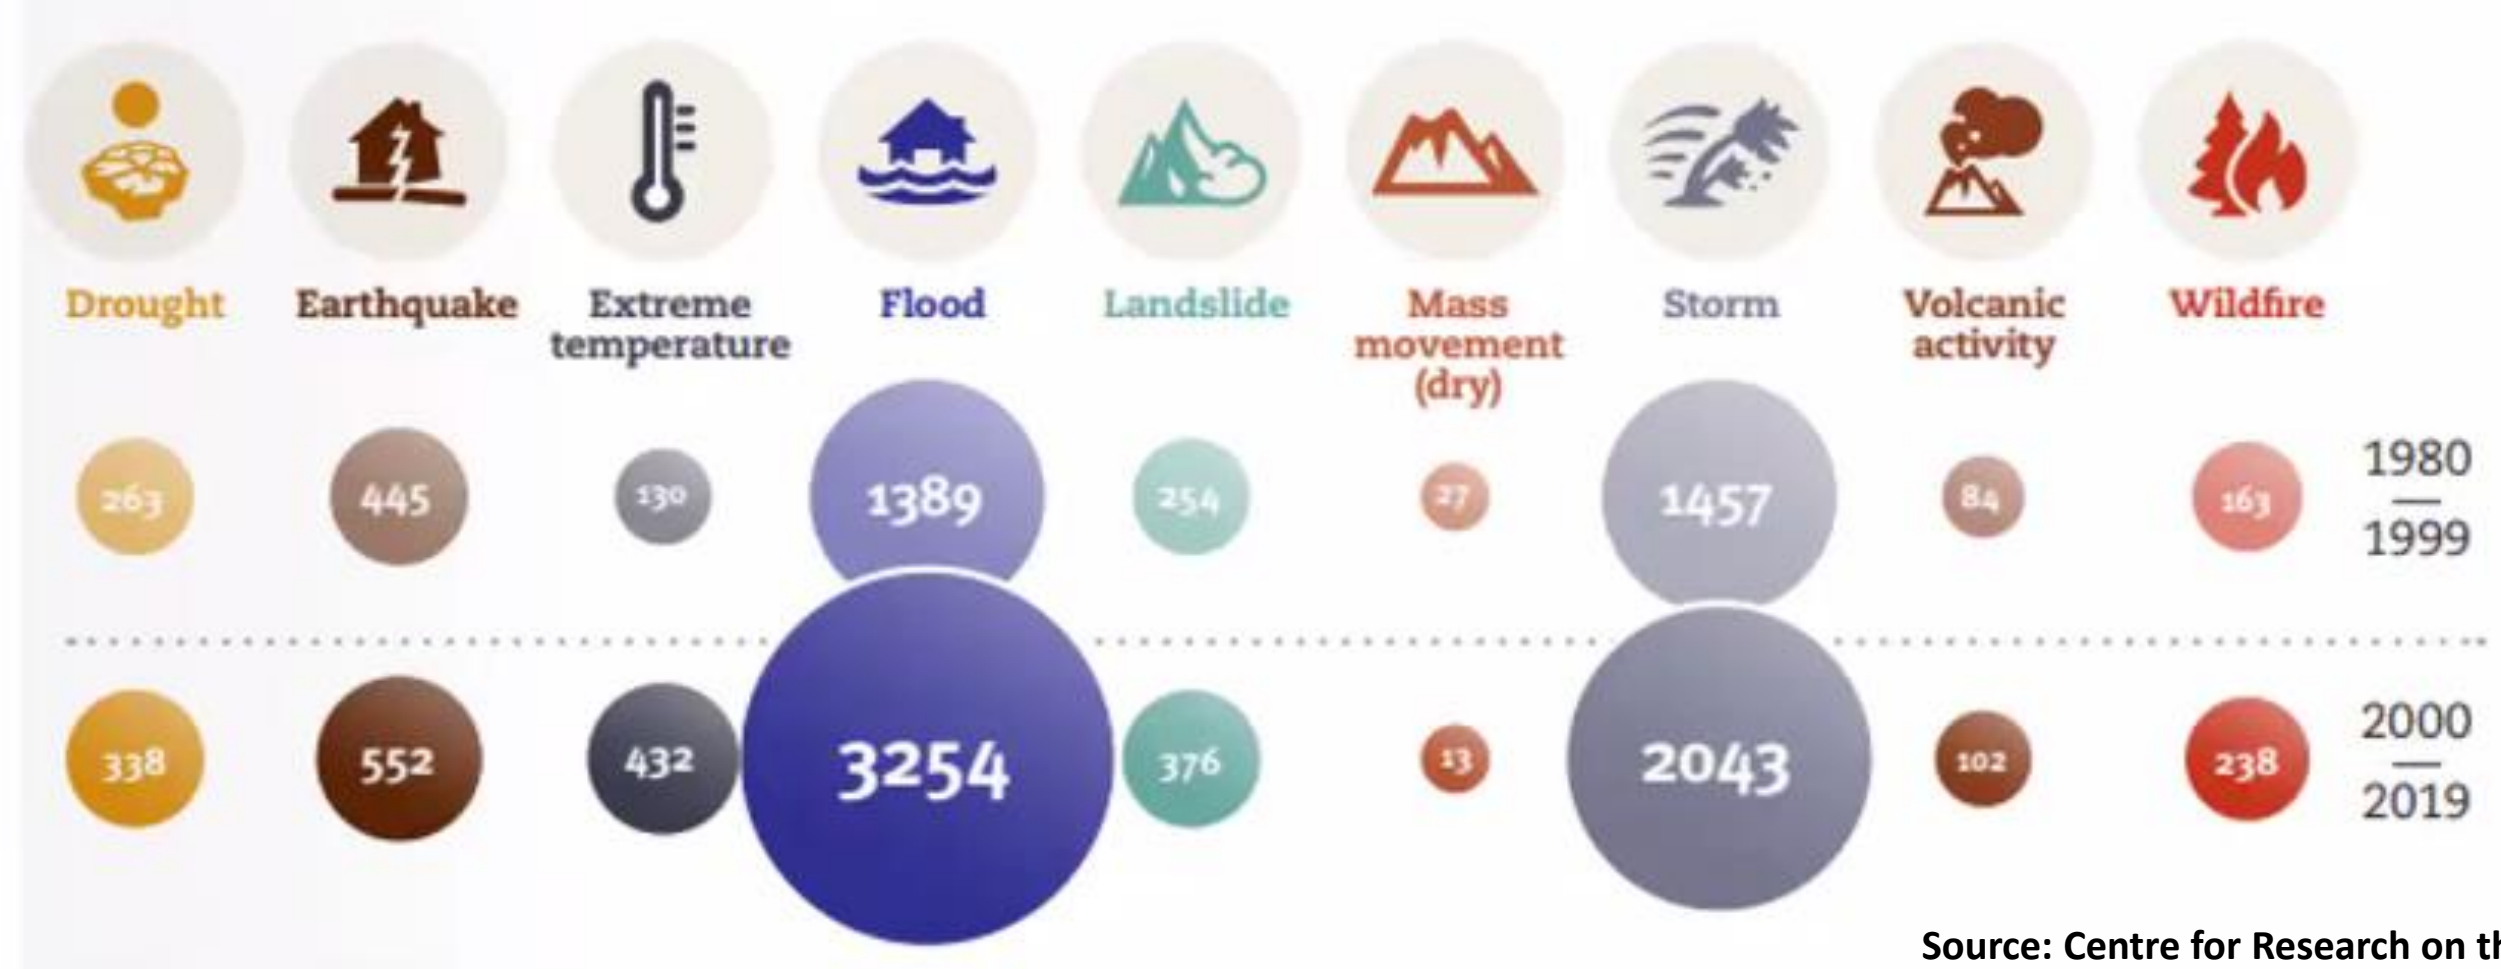 Drought Earthquake Extreme Flood Landslide Mass Storm Volcanic Wildfire
temperature movement activity
(dry)
263 445 130 1389 254 27 1457 84 163 1980
—
1999
338 552 432 3254 376 13 2043 102 238 2000
—
2019
Source: Centre for Research on